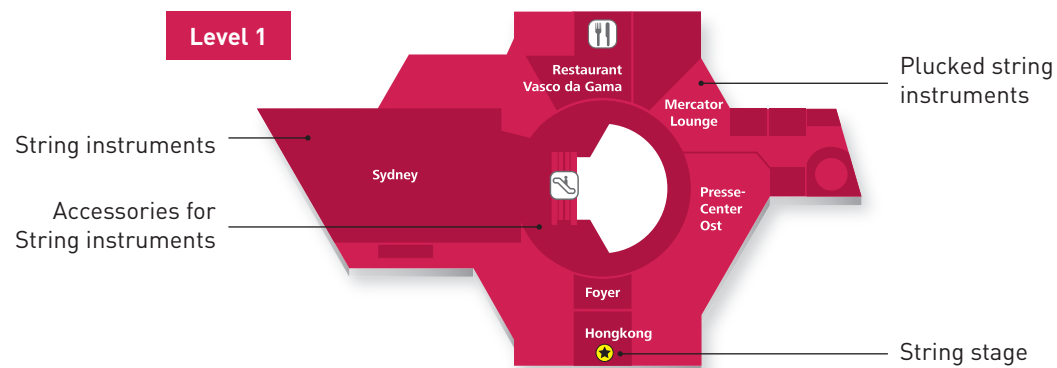 Level 1
Restaurant
Vasco da Gama
Plucked string
instruments
Mercator
Lounge
String instruments
Sydney
Accessories for
String instruments
Presse-
Center
Ost
Foyer
Hongkong
String stage